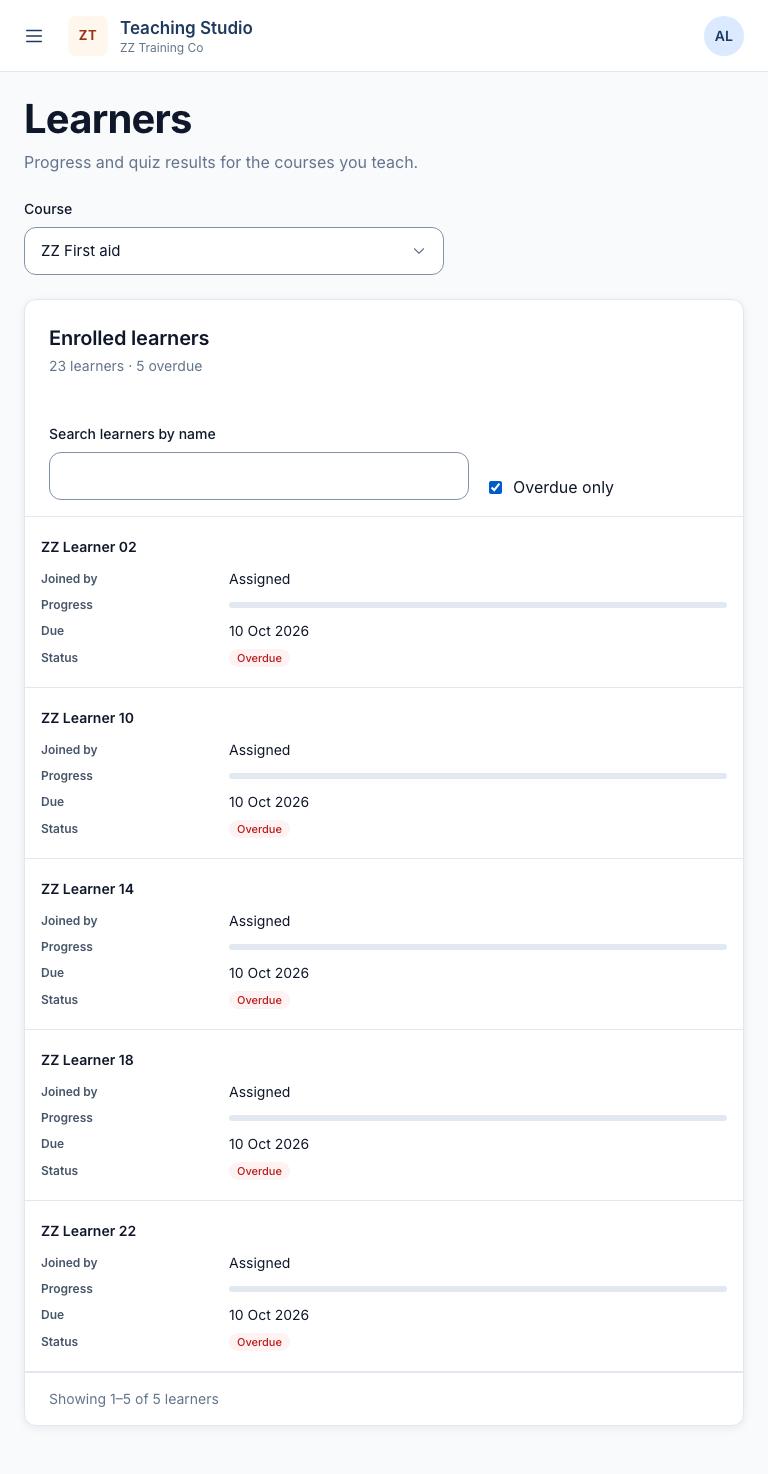 ZT
Teaching Studio
ZZ Training Co
AL
Learners
Progress and quiz results for the courses you teach.
Course
ZZ First aid
Enrolled learners
23 learners · 5 overdue
Search learners by name
Overdue only
ZZ Learner 02
Joined by Assigned
Progress
Due 10 Oct 2026
Status Overdue
ZZ Learner 10
Joined by Assigned
Progress
Due 10 Oct 2026
Status Overdue
ZZ Learner 14
Joined by Assigned
Progress
Due 10 Oct 2026
Status Overdue
ZZ Learner 18
Joined by Assigned
Progress
Due 10 Oct 2026
Status Overdue
ZZ Learner 22
Joined by Assigned
Progress
Due 10 Oct 2026
Status Overdue
Showing 1–5 of 5 learners